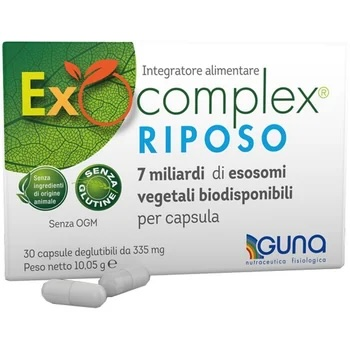 Integratore alimentare
ExOcomplex®
RIPOSO
7 miliardi di esosomi
vegetali biodisponibili
per capsula
Senza
ingredienti
di origine
animale
SENZA
GLUTINE
Senza OGM
30 capsule deglutibili da 335 mg
Peso netto 10,05 g e
GUNA
nutraceutica fisiologica